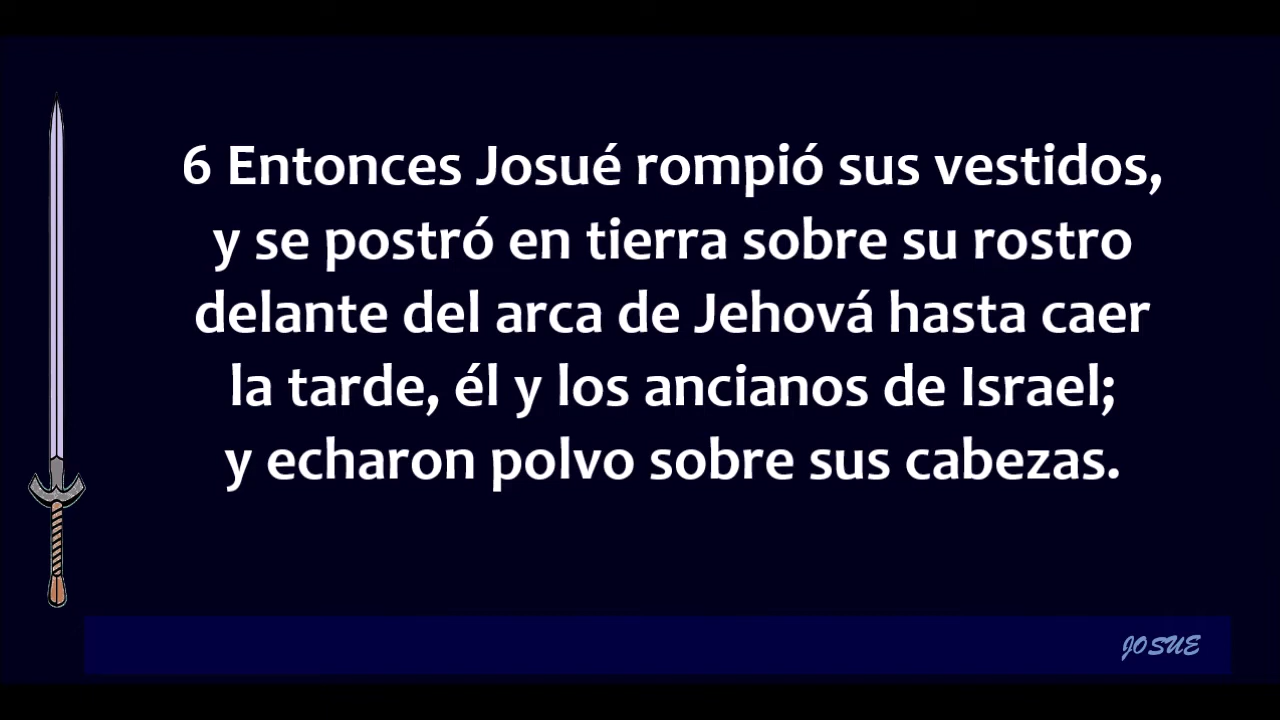 6 Entonces Josué rompió sus vestidos,
y se postró en tierra sobre su rostro
delante del arca de Jehová hasta caer
la tarde, él y los ancianos de Israel;
y echaron polvo sobre sus cabezas.
JOSUE